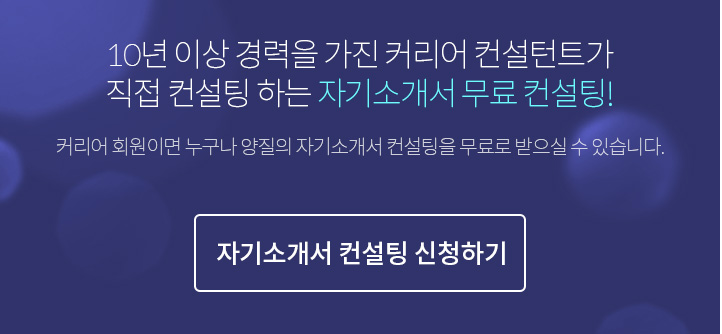 10년 이상 경력을 가진 커리어 컨설턴트가
직접 컨설팅 하는 자기소개서 무료 컨설팅!
커리어 회원이면 누구나 양질의 자기소개서 컨설팅을 무료로 받으실 수 있습니다.
자기소개서 컨설팅 신청하기